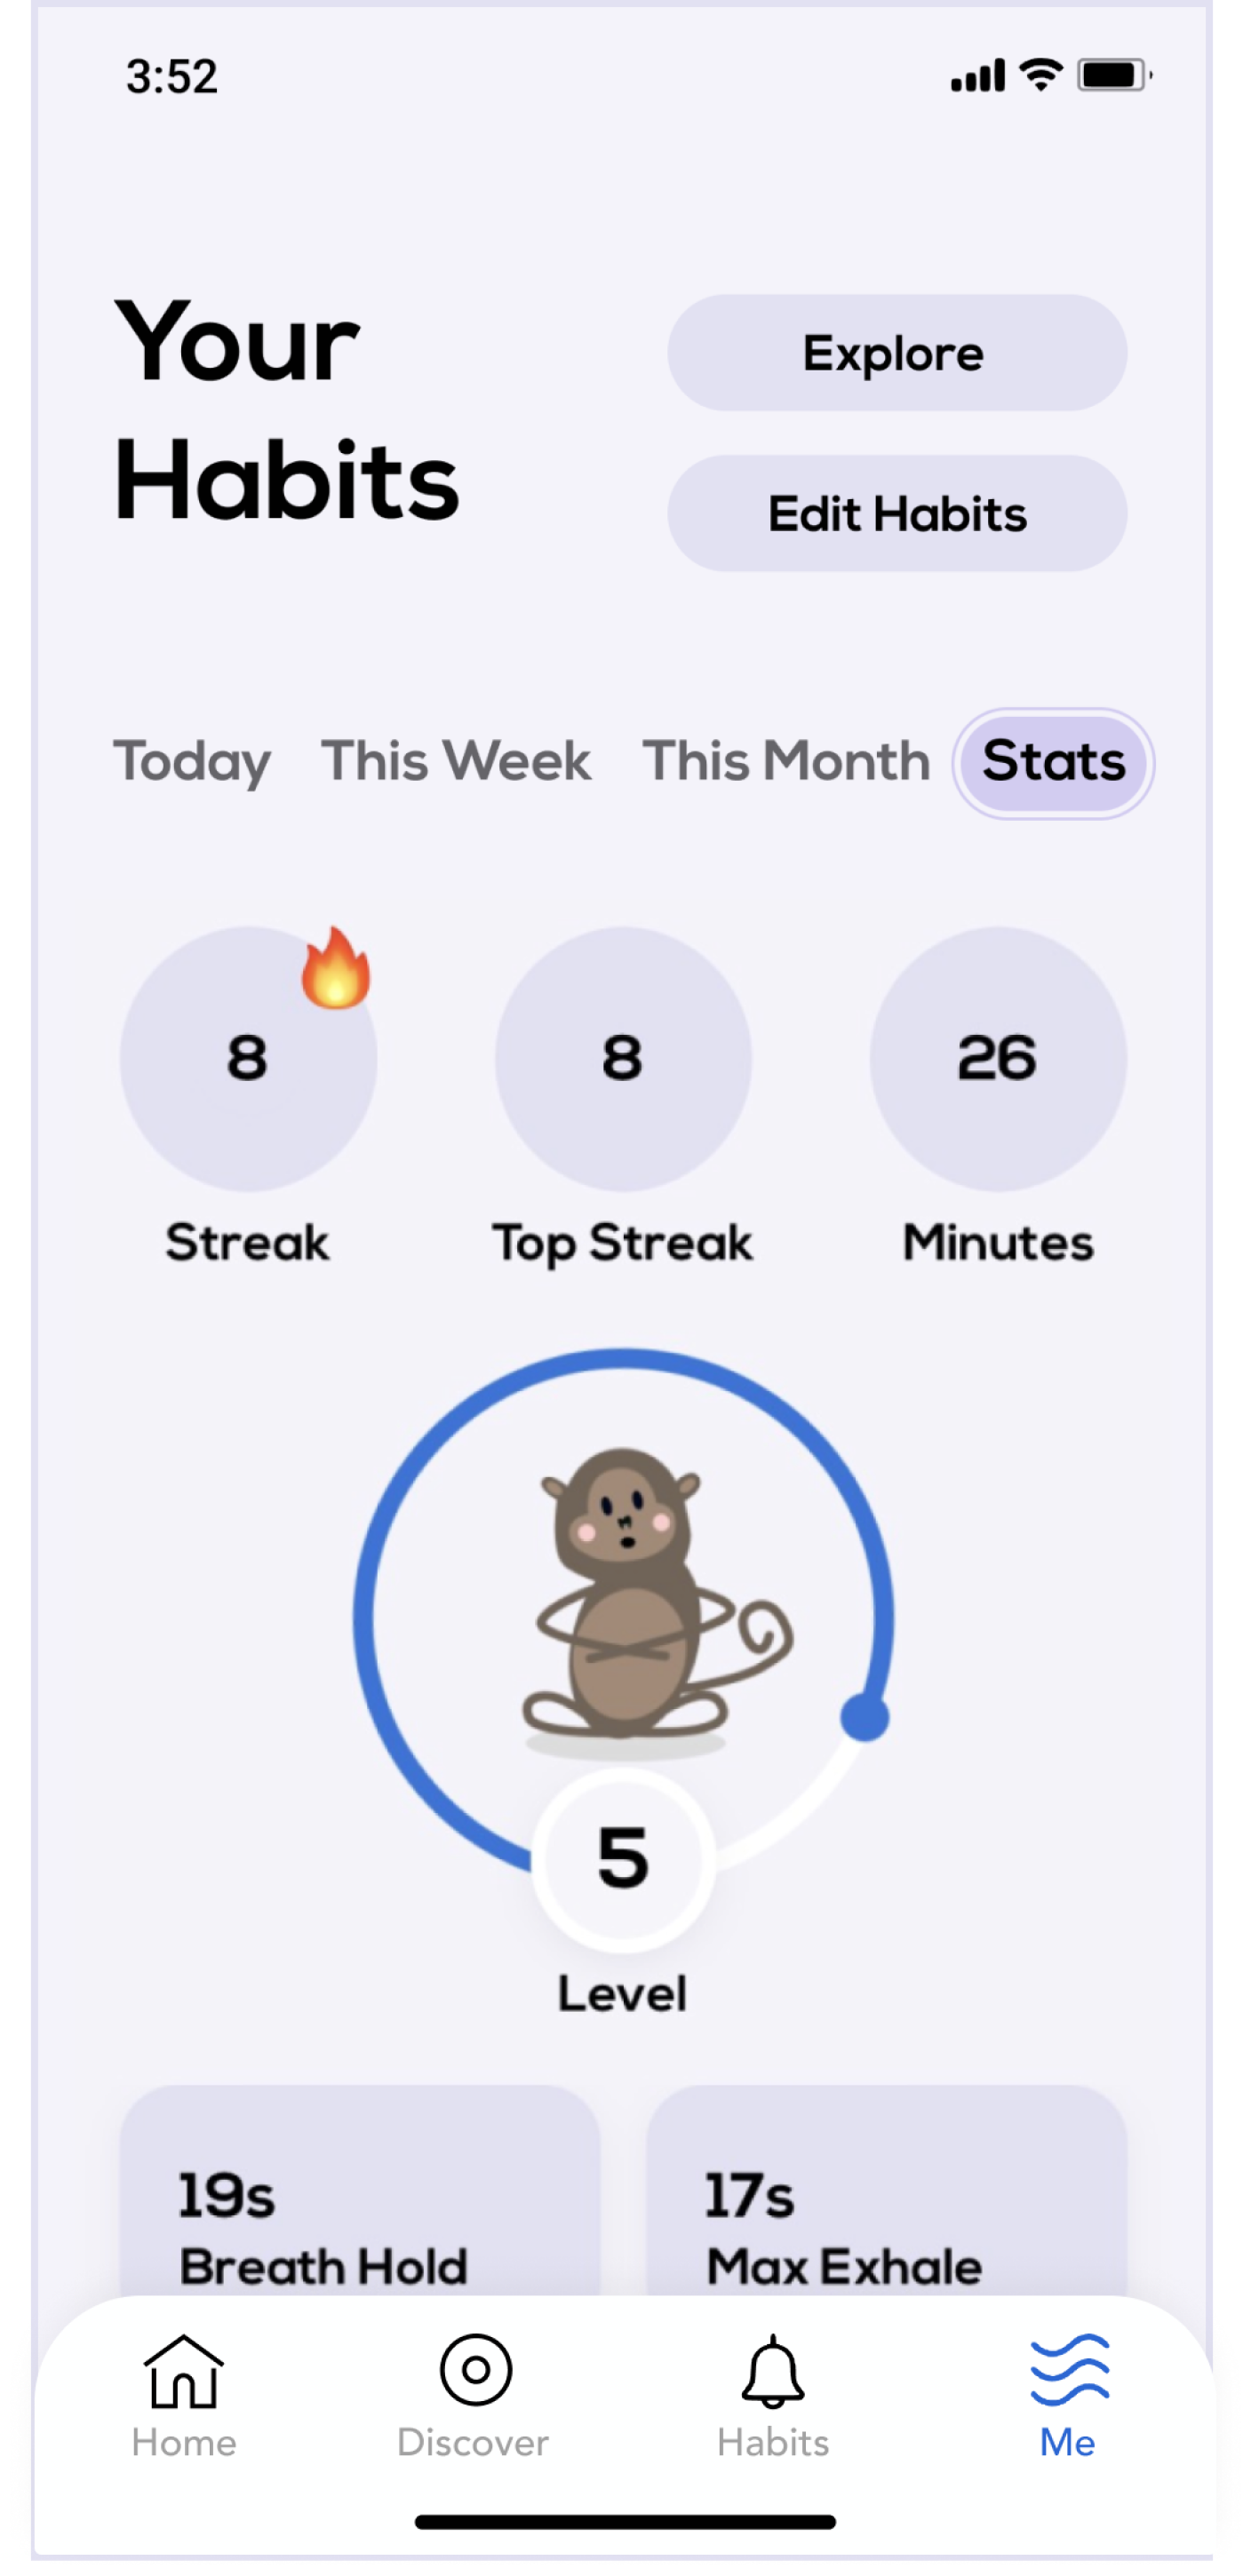 3:52
Your
Habits
Explore
Edit Habits
Today This Week This Month Stats
8 8 26
Streak Top Streak Minutes
5
Level
19s 17s
Breath Hold Max Exhale
Home Discover Habits Me